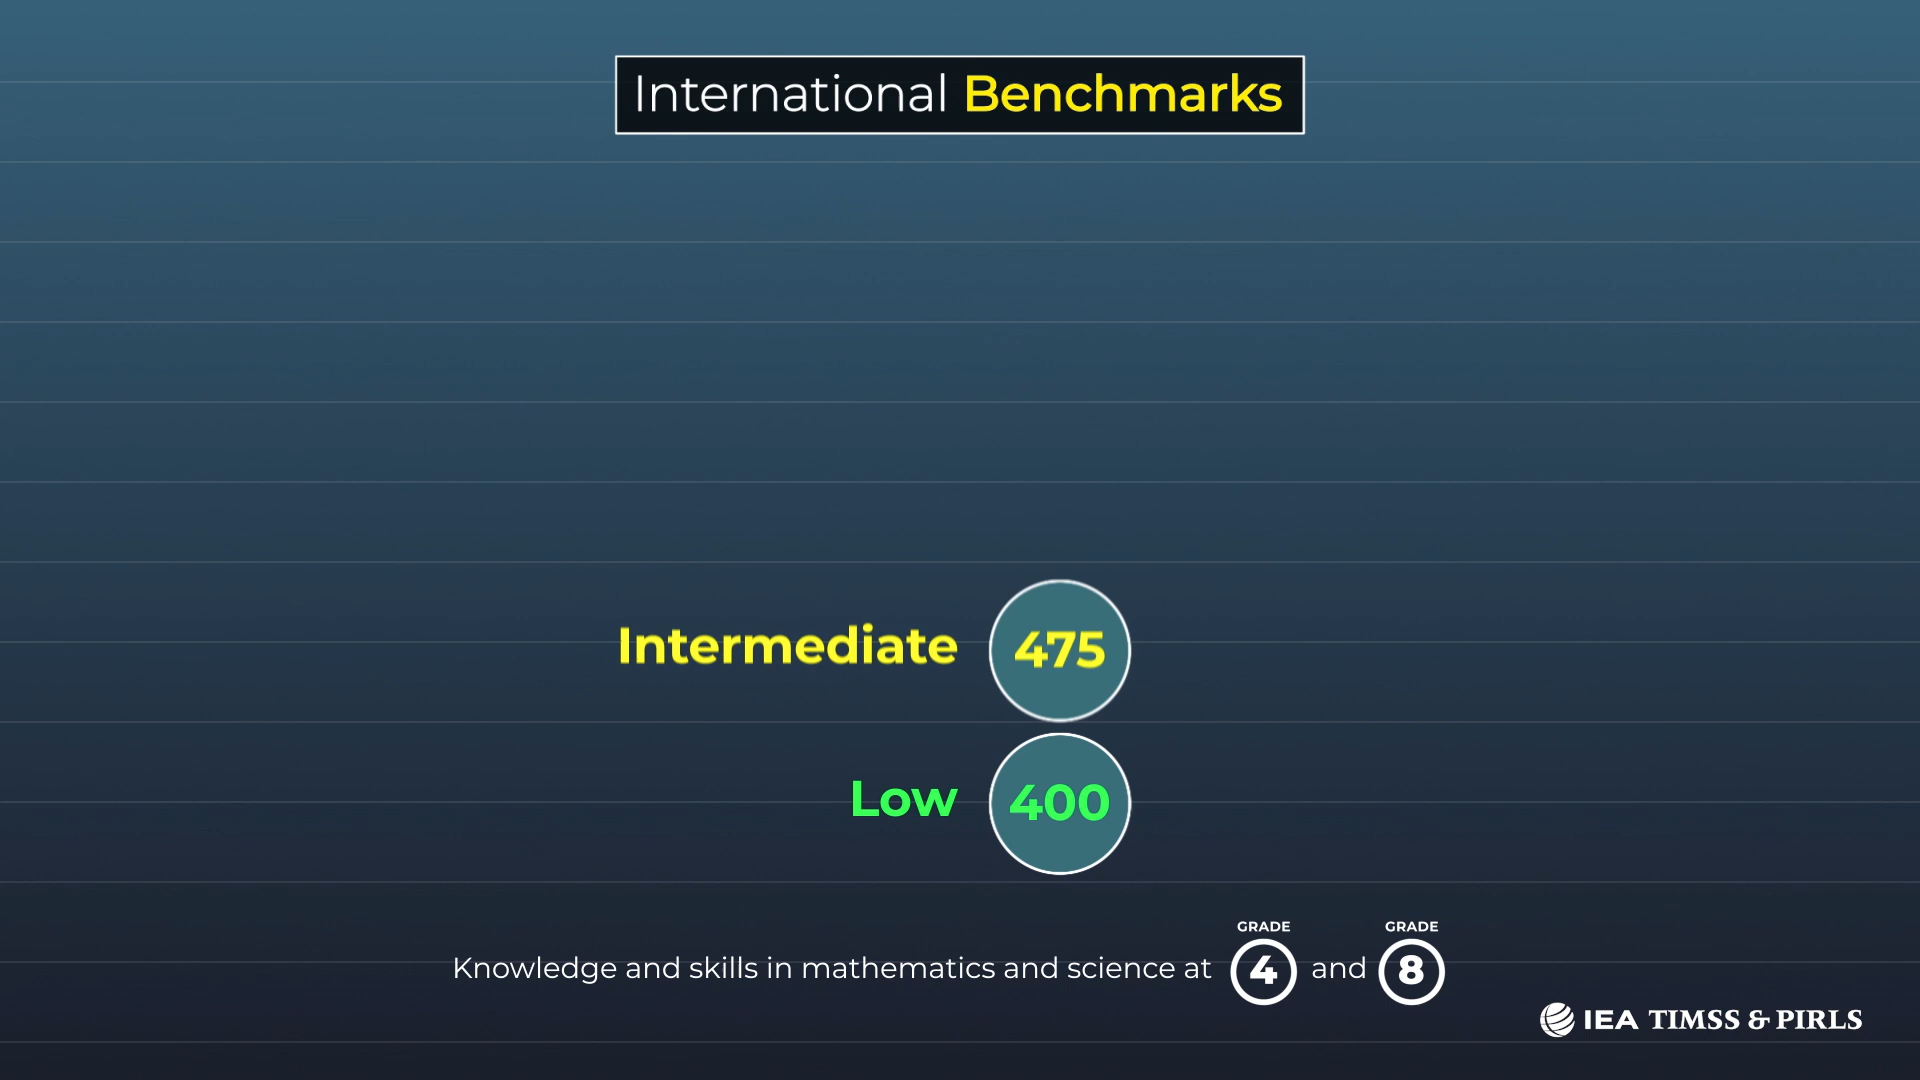 International Benchmarks
Intermediate 475
Low 400
GRADE GRADE
Knowledge and skills in mathematics and science at 4 and 8
IEA TIMSS & PIRLS